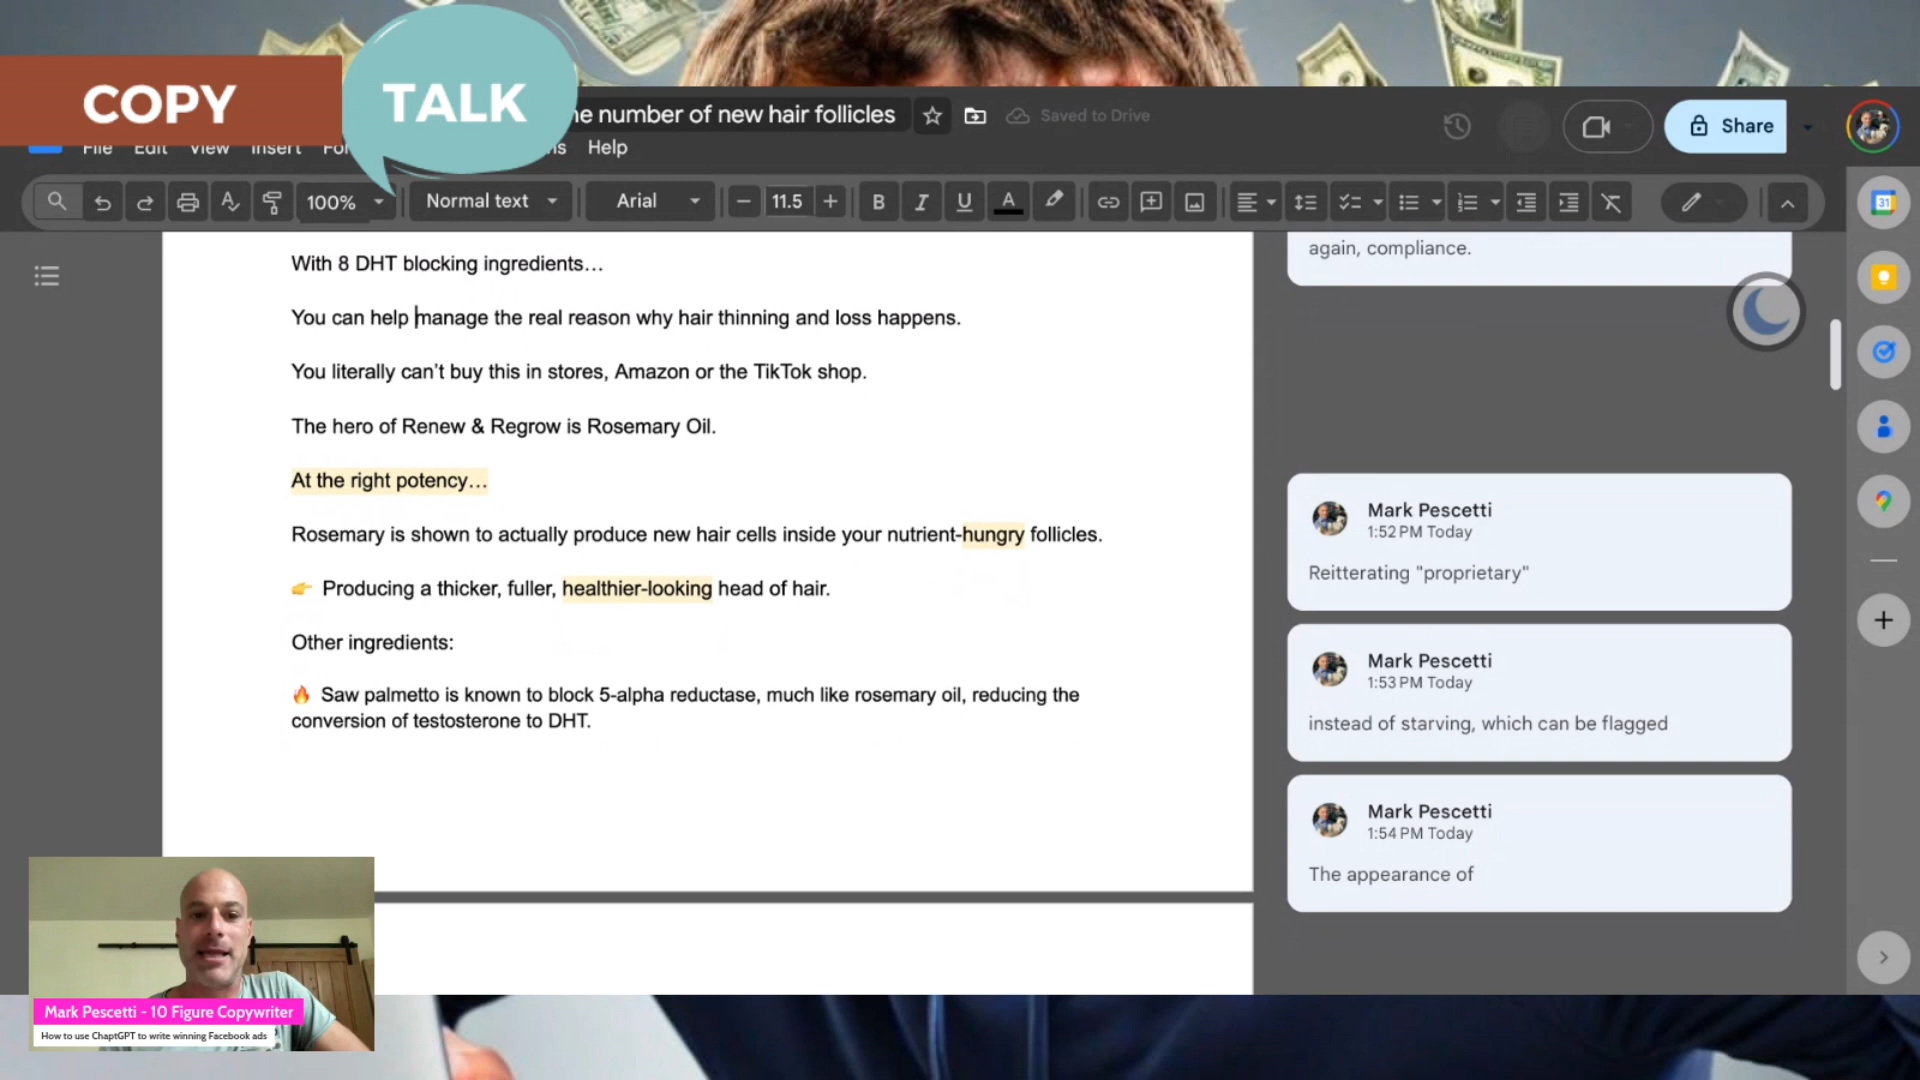 COPY
TALK
he number of new hair follicles
Saved to Drive
Share
File
Edit
View
Insert
For
ns
Help
100%
Normal text
Arial
11.5
B
I
U
A
31
With 8 DHT blocking ingredients…
You can help manage the real reason why hair thinning and loss happens.
You literally can’t buy this in stores, Amazon or the TikTok shop.
The hero of Renew & Regrow is Rosemary Oil.
At the right potency…
Rosemary is shown to actually produce new hair cells inside your nutrient-hungry follicles.
👉 Producing a thicker, fuller, healthier-looking head of hair.
Other ingredients:
🔥 Saw palmetto is known to block 5-alpha reductase, much like rosemary oil, reducing the
conversion of testosterone to DHT.
again, compliance.
Mark Pescetti
1:52 PM Today
Reitterating "proprietary"
Mark Pescetti
1:53 PM Today
instead of starving, which can be flagged
Mark Pescetti
1:54 PM Today
The appearance of
Mark Pescetti - 10 Figure Copywriter
How to use ChaptGPT to write winning Facebook ads